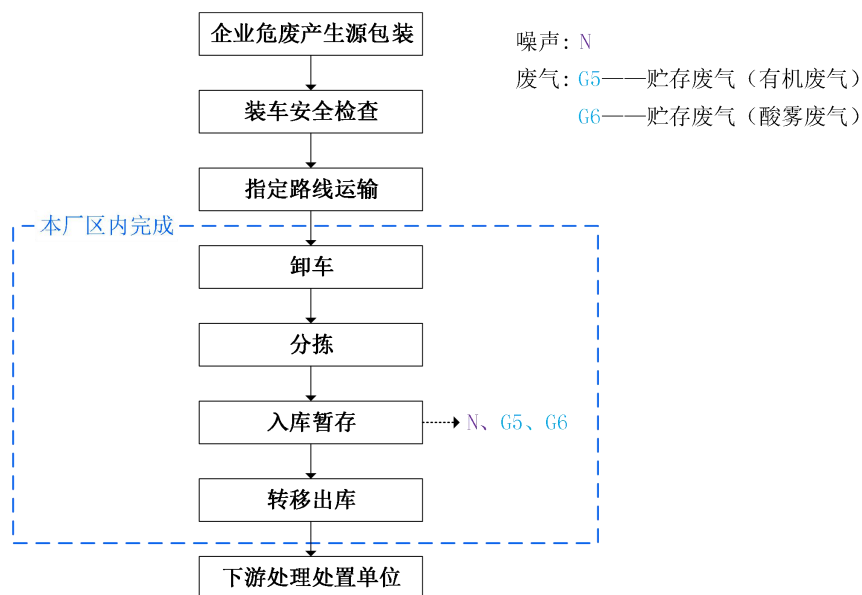 企业危废产生源包装
噪声: N
废气: G5——贮存废气（有机废气）
G6——贮存废气（酸雾废气）
装车安全检查
指定路线运输
本厂区内完成
卸车
分拣
入库暂存
N、G5、G6
转移出库
下游处理处置单位